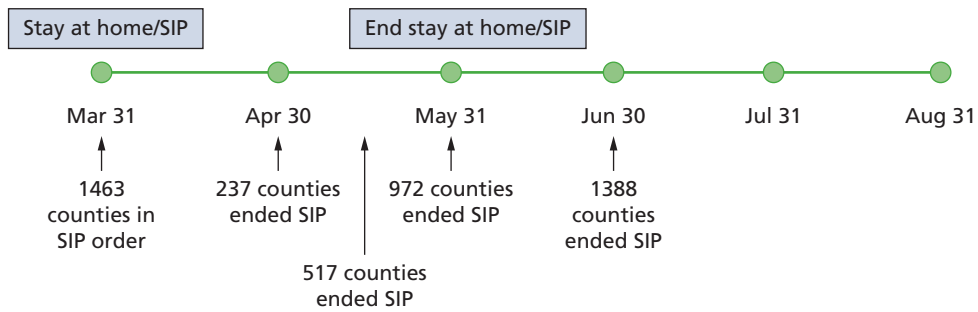 Stay at home/SIP
End stay at home/SIP
Mar 31
Apr 30
May 31
Jun 30
Jul 31
Aug 31
1463
counties in
SIP order
237 counties
ended SIP
972 counties
ended SIP
1388
counties
ended SIP
517 counties
ended SIP